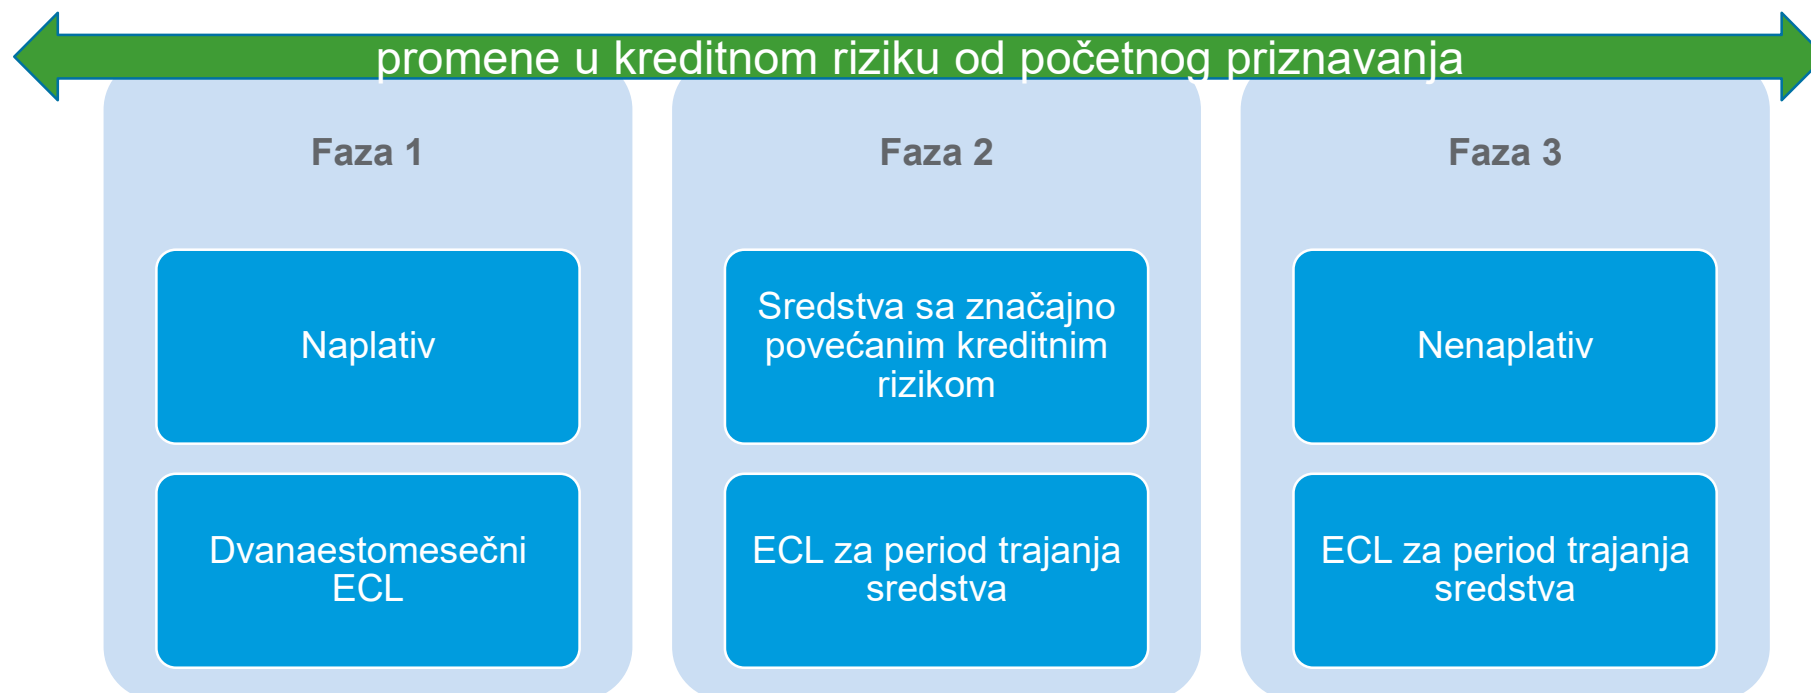 promene u kreditnom riziku od početnog priznavanja
Faza 1
Naplativ
Dvanaestomesečni
ECL
Faza 2
Sredstva sa značajno
povećanim kreditnim
rizikom
ECL za period trajanja
sredstva
Faza 3
Nenaplativ
ECL za period trajanja
sredstva